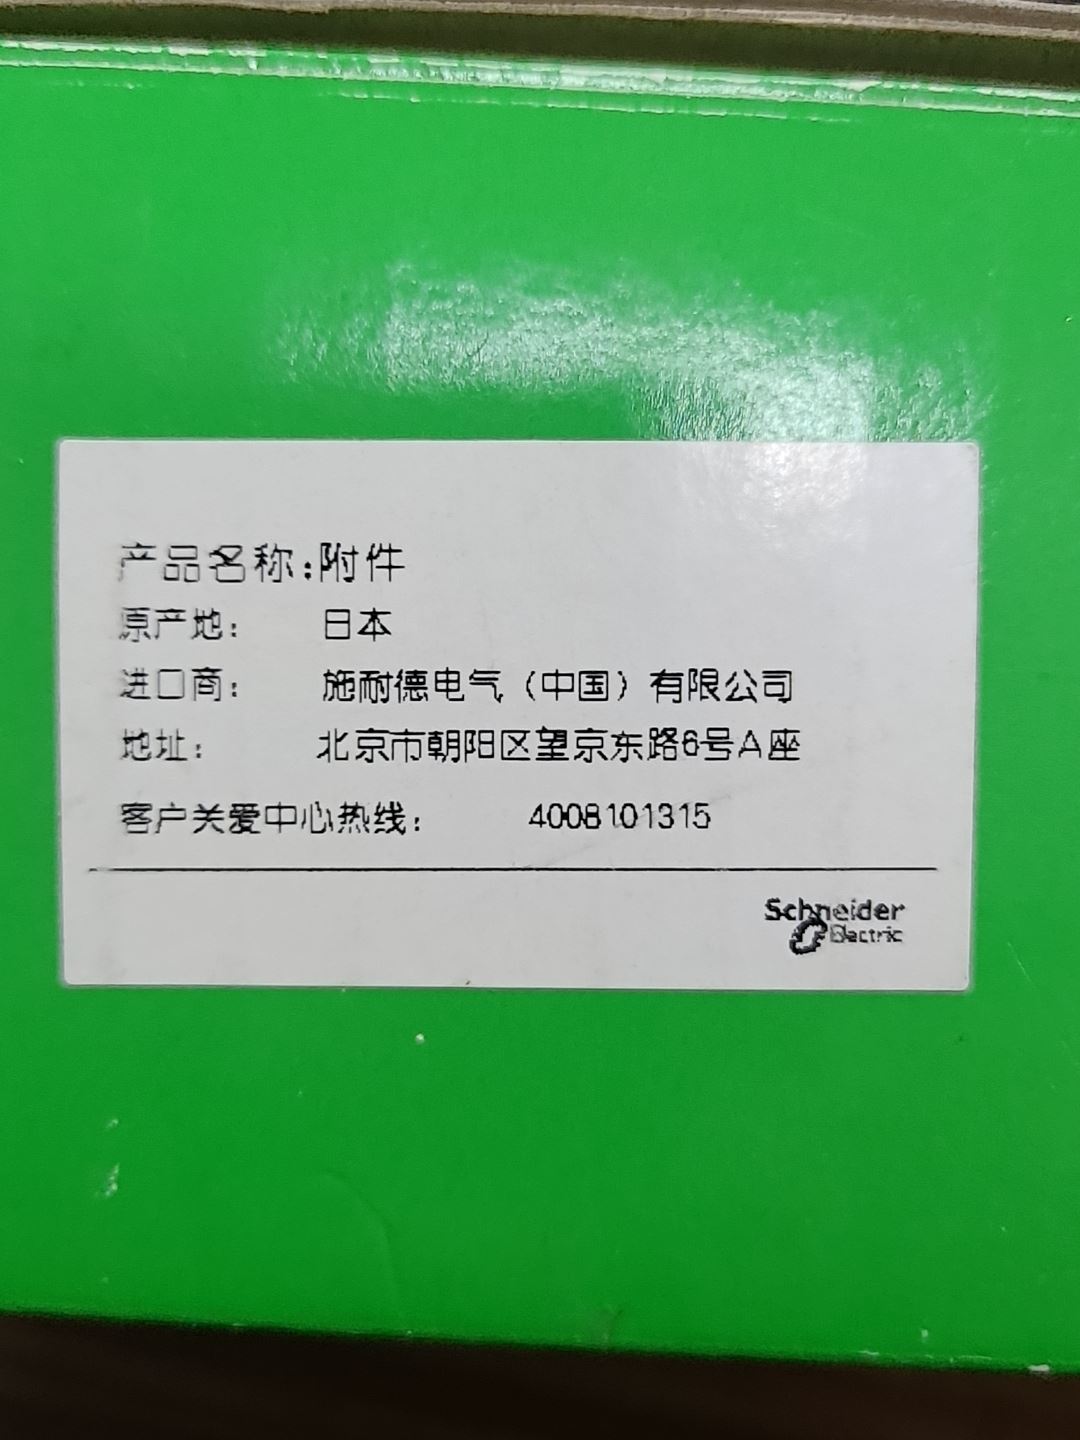 产品名称:附件
原产地: 日本
进口商: 施耐德电气(中国)有限公司
地址: 北京市朝阳区望京东路6号A座
客户关爱中心热线: 4008101315
Schneider
Electric